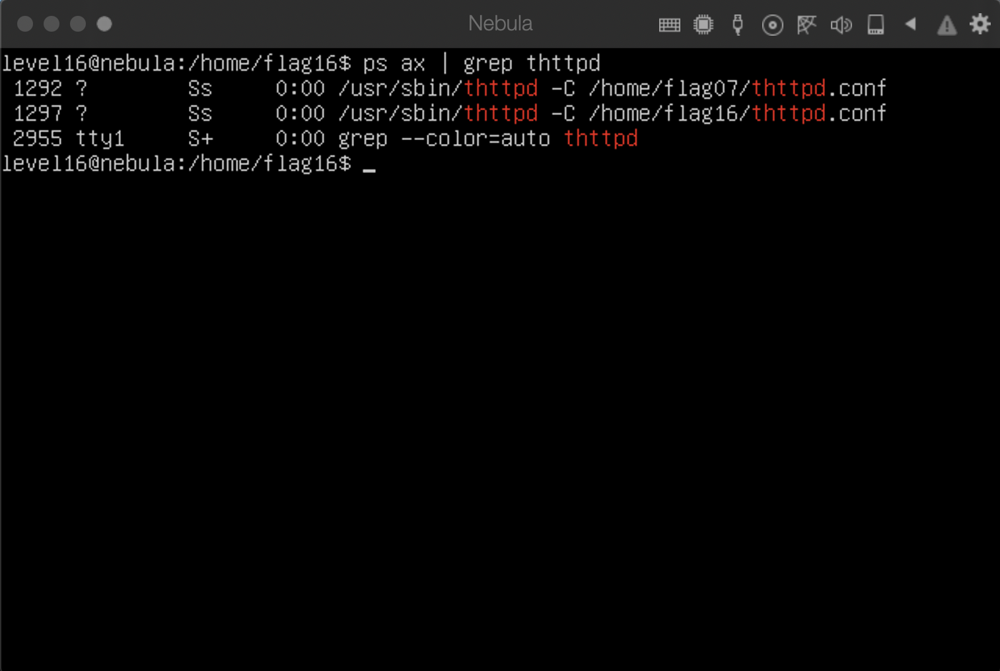 Nebula
level16@nebula:/home/flag16$ ps ax | grep thttpd
 1292 ?        Ss     0:00 /usr/sbin/thttpd -C /home/flag07/thttpd.conf
 1297 ?        Ss     0:00 /usr/sbin/thttpd -C /home/flag16/thttpd.conf
 2955 tty1     S+     0:00 grep --color=auto thttpd
level16@nebula:/home/flag16$ _